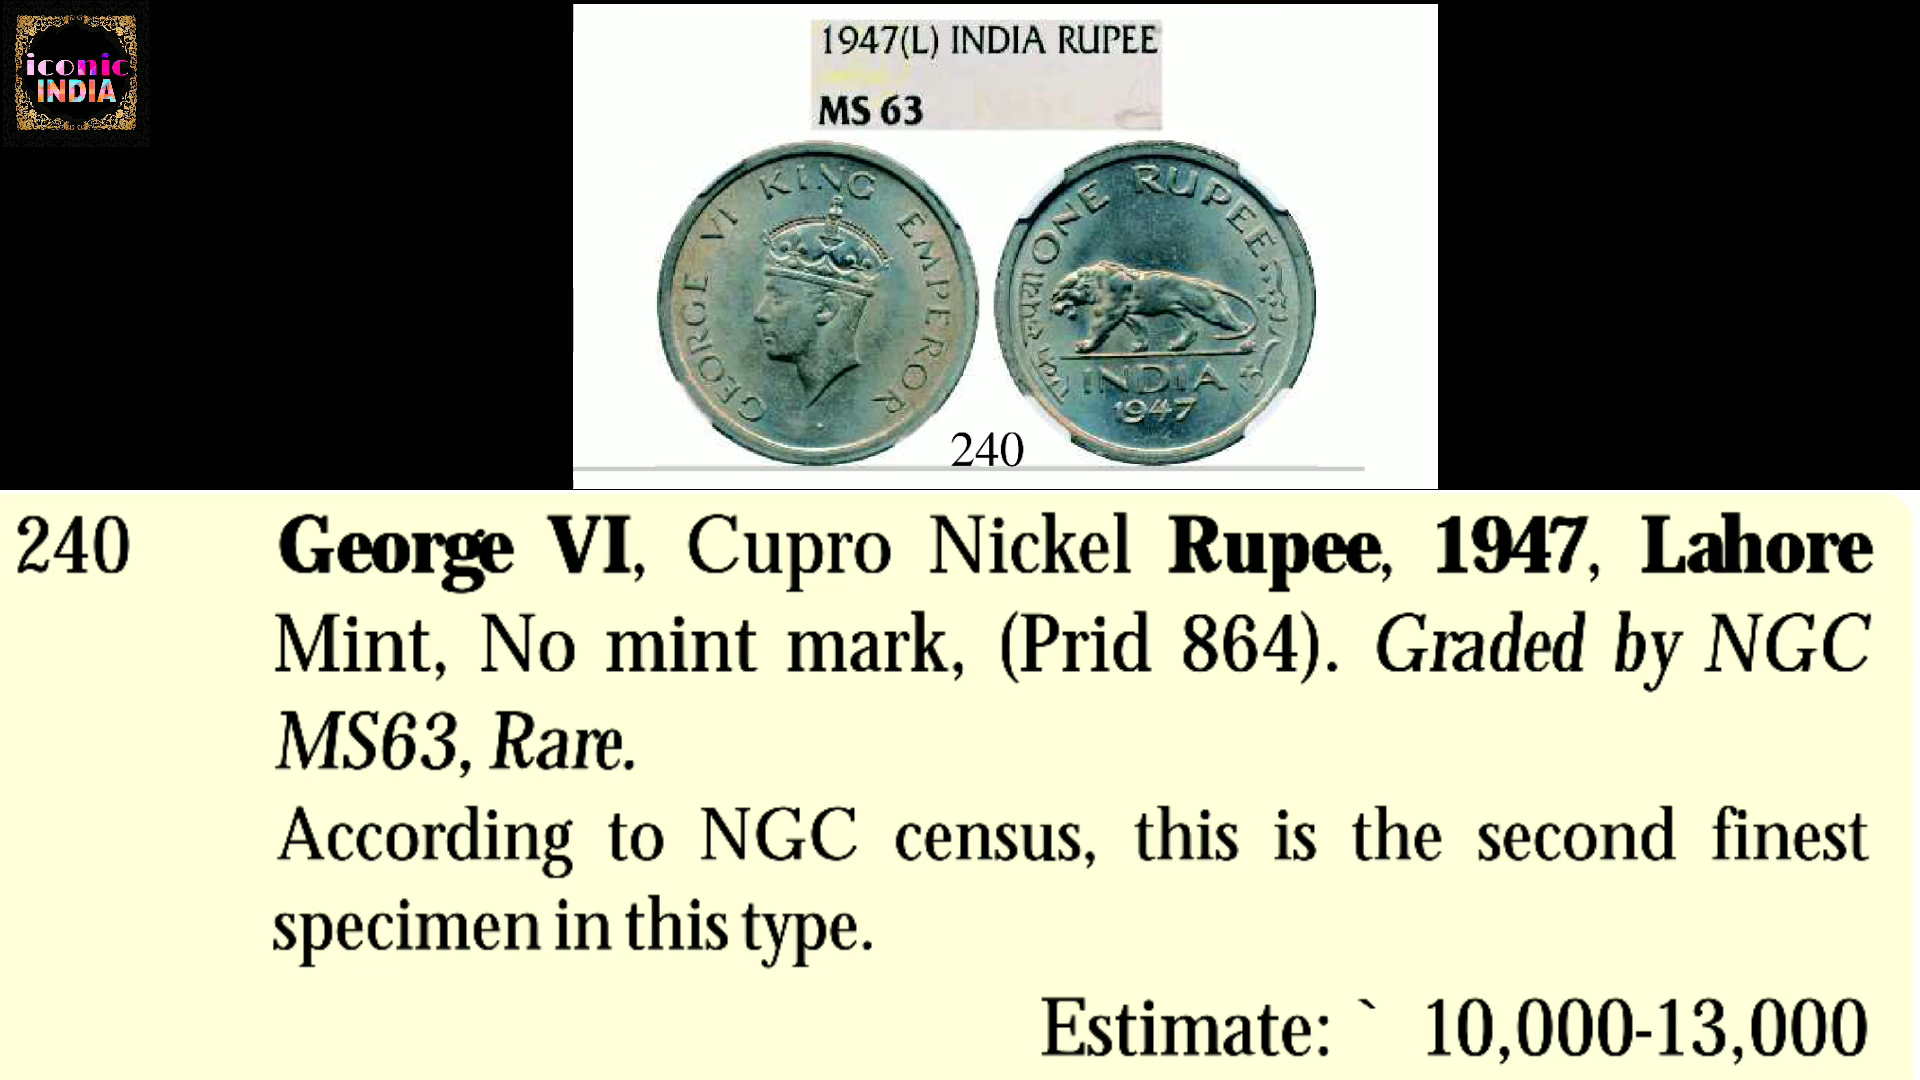 iconic
INDIA
1947(L) INDIA RUPEE
MS 63
GEORGE VI KING EMPEROR
ONE RUPEE
एक रुपया
INDIA
1947
240
240 George VI, Cupro Nickel Rupee, 1947, Lahore
Mint, No mint mark, (Prid 864). Graded by NGC
MS63, Rare.
According to NGC census, this is the second finest
specimen in this type.
Estimate: ` 10,000-13,000